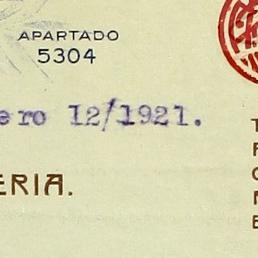 APARTADO
5304
ero 12/1921.
ERIA.